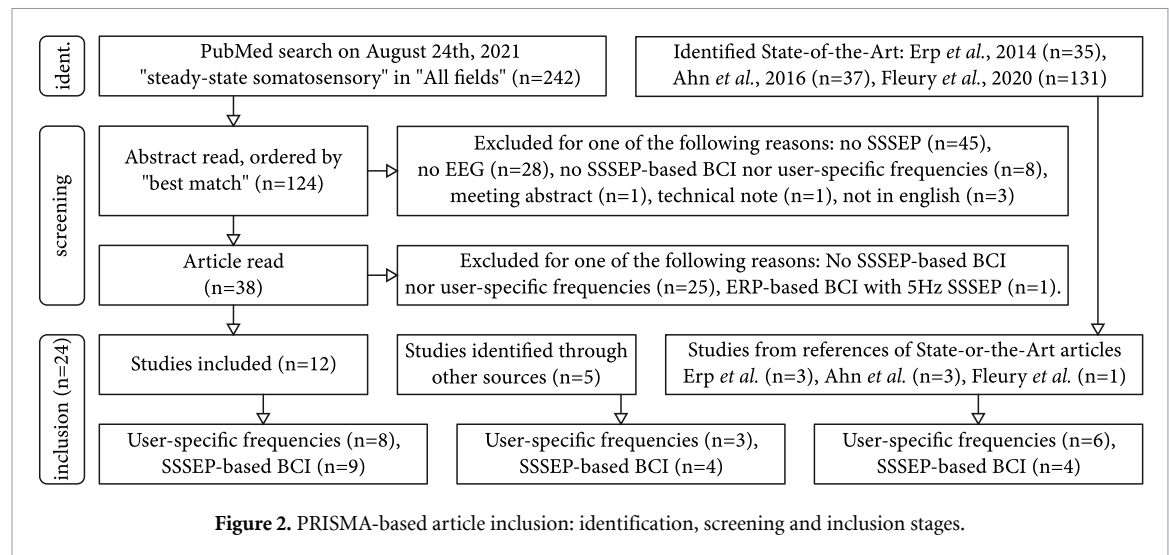 ident.
PubMed search on August 24th, 2021
"steady-state somatosensory" in "All fields" (n=242)
Identified State-of-the-Art: Erp et al., 2014 (n=35),
Ahn et al., 2016 (n=37), Fleury et al., 2020 (n=131)
screening
Abstract read, ordered by
"best match" (n=124)
Excluded for one of the following reasons: no SSSEP (n=45),
no EEG (n=28), no SSSEP-based BCI nor user-specific frequencies (n=8),
meeting abstract (n=1), technical note (n=1), not in english (n=3)
Article read
(n=38)
Excluded for one of the following reasons: No SSSEP-based BCI
nor user-specific frequencies (n=25), ERP-based BCI with 5Hz SSSEP (n=1).
inclusion (n=24)
Studies included (n=12)
Studies identified through
other sources (n=5)
Studies from references of State-or-the-Art articles
Erp et al. (n=3), Ahn et al. (n=3), Fleury et al. (n=1)
User-specific frequencies (n=8),
SSSEP-based BCI (n=9)
User-specific frequencies (n=3),
SSSEP-based BCI (n=4)
User-specific frequencies (n=6),
SSSEP-based BCI (n=4)
Figure 2. PRISMA-based article inclusion: identification, screening and inclusion stages.